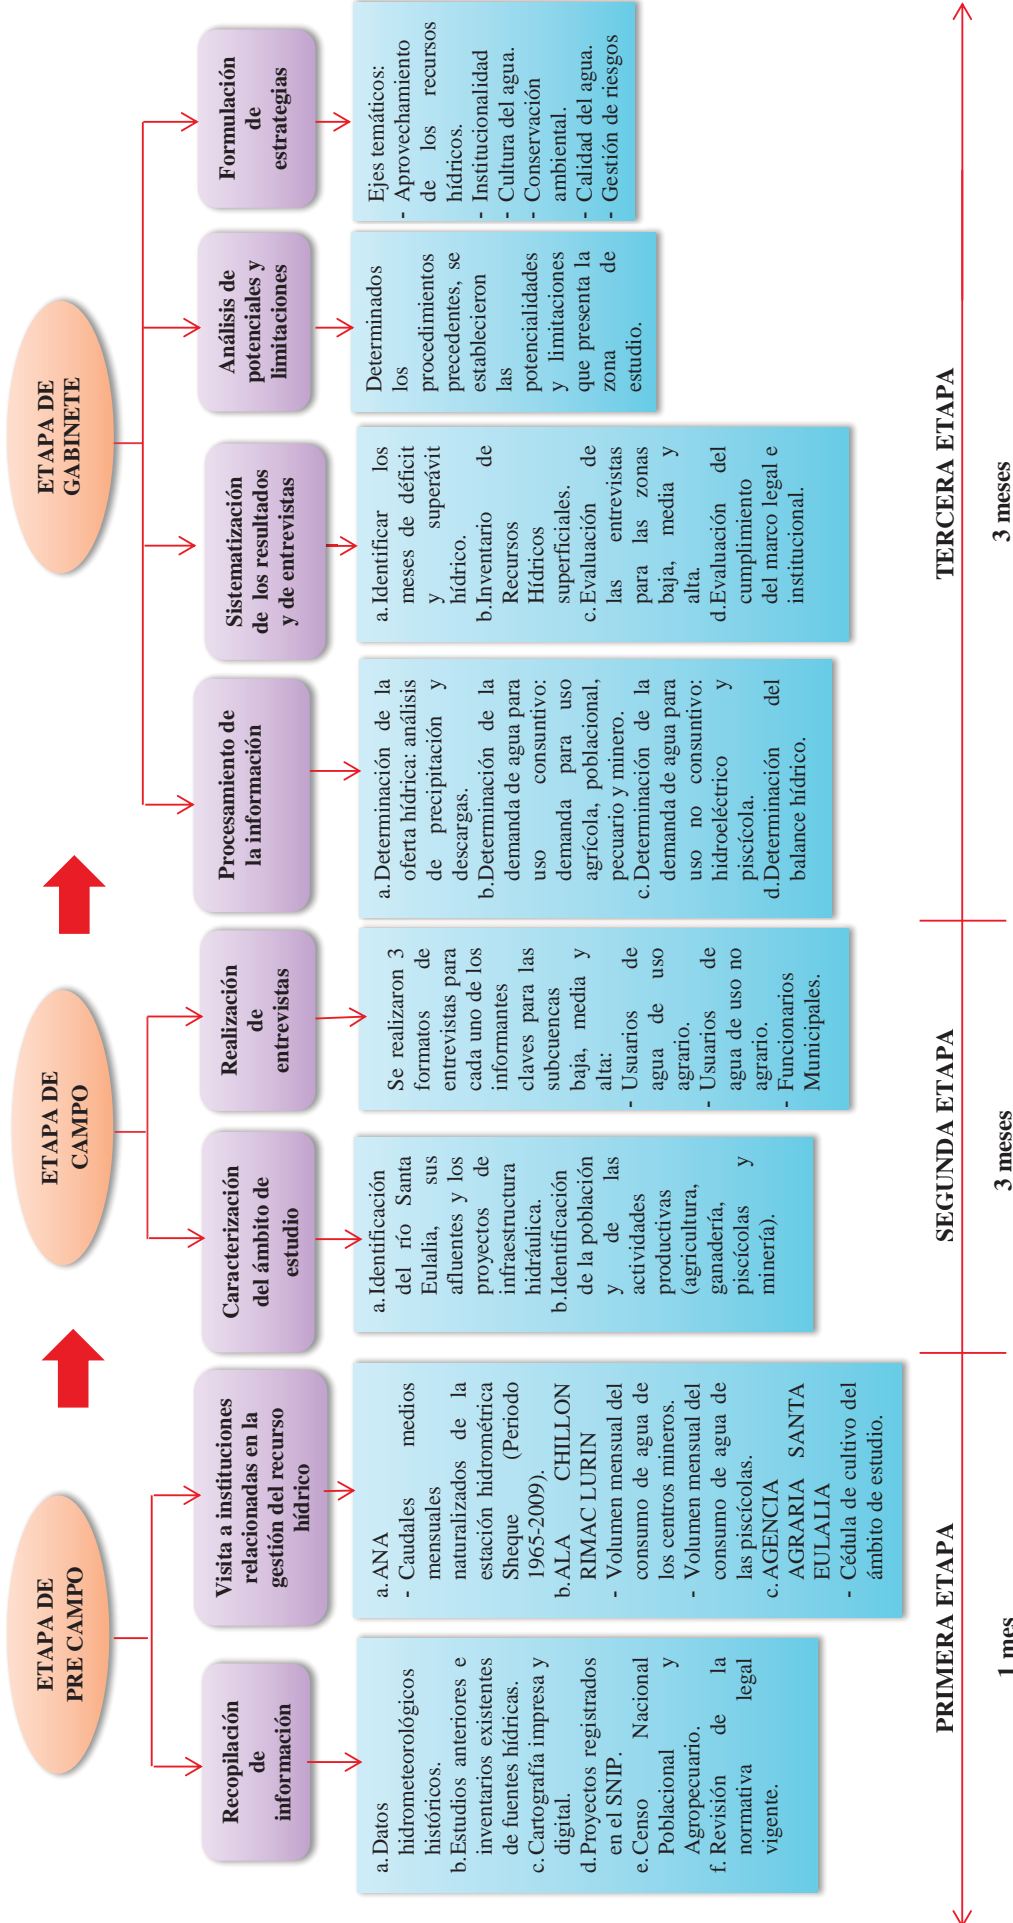 ETAPA DE
PRE CAMPO
Recopilación
de
información
a. Datos
hidrometeorológicos
históricos.
b. Estudios anteriores e
inventarios existentes
de fuentes hídricas.
c. Cartografía impresa y
digital.
d. Proyectos registrados
en el SNIP.
e. Censo Nacional
Poblacional y
Agropecuario.
f. Revisión de la
normativa legal
vigente.
Visita a instituciones
relacionadas en la
gestión del recurso
hídrico
a. ANA
- Caudales medios
mensuales
naturalizados de la
estación hidrométrica
Sheque (Periodo
1965-2009).
b. ALA CHILLON
RIMAC LURIN
- Volumen mensual del
consumo de agua de
los centros mineros.
- Volumen mensual del
consumo de agua de
las piscícolas.
c. AGENCIA
AGRARIA SANTA
EULALIA
- Cédula de cultivo del
ámbito de estudio.
ETAPA DE
CAMPO
Caracterización
del ámbito de
estudio
a. Identificación
del río Santa
Eulalia, sus
afluentes y los
proyectos de
infraestructura
hidráulica.
b. Identificación
de la población
y de las
actividades
productivas
(agricultura,
ganadería,
piscícolas y
minería).
Realización
de
entrevistas
Se realizaron 3
formatos de
entrevistas para
cada uno de los
informantes
claves para las
subcuencas
baja, media y
alta:
- Usuarios de
agua de uso
agrario.
- Usuarios de
agua de uso no
agrario.
- Funcionarios
Municipales.
ETAPA DE
GABINETE
Procesamiento de
la información
a. Determinación de la
oferta hídrica: análisis
de precipitación y
descargas.
b. Determinación de la
demanda de agua para
uso consuntivo:
demanda para uso
agrícola, poblacional,
pecuario y minero.
c. Determinación de la
demanda de agua para
uso no consuntivo:
hidroeléctrico y
piscícola.
d. Determinación del
balance hídrico.
Sistematización
de los resultados
y de entrevistas
a. Identificar los
meses de déficit
y superávit
hídrico.
b. Inventario de
Recursos
Hídricos
superficiales.
c. Evaluación de
las entrevistas
para las zonas
baja, media y
alta.
d. Evaluación del
cumplimiento
del marco legal e
institucional.
Análisis de
potenciales y
limitaciones
Determinados
los
procedimientos
precedentes, se
establecieron
las
potencialidades
y limitaciones
que presenta la
zona de
estudio.
Formulación
de
estrategias
Ejes temáticos:
- Aprovechamiento
de los recursos
hídricos.
- Institucionalidad
- Cultura del agua.
- Conservación
ambiental.
- Calidad del agua.
- Gestión de riesgos
PRIMERA ETAPA
1 mes
SEGUNDA ETAPA
3 meses
TERCERA ETAPA
3 meses